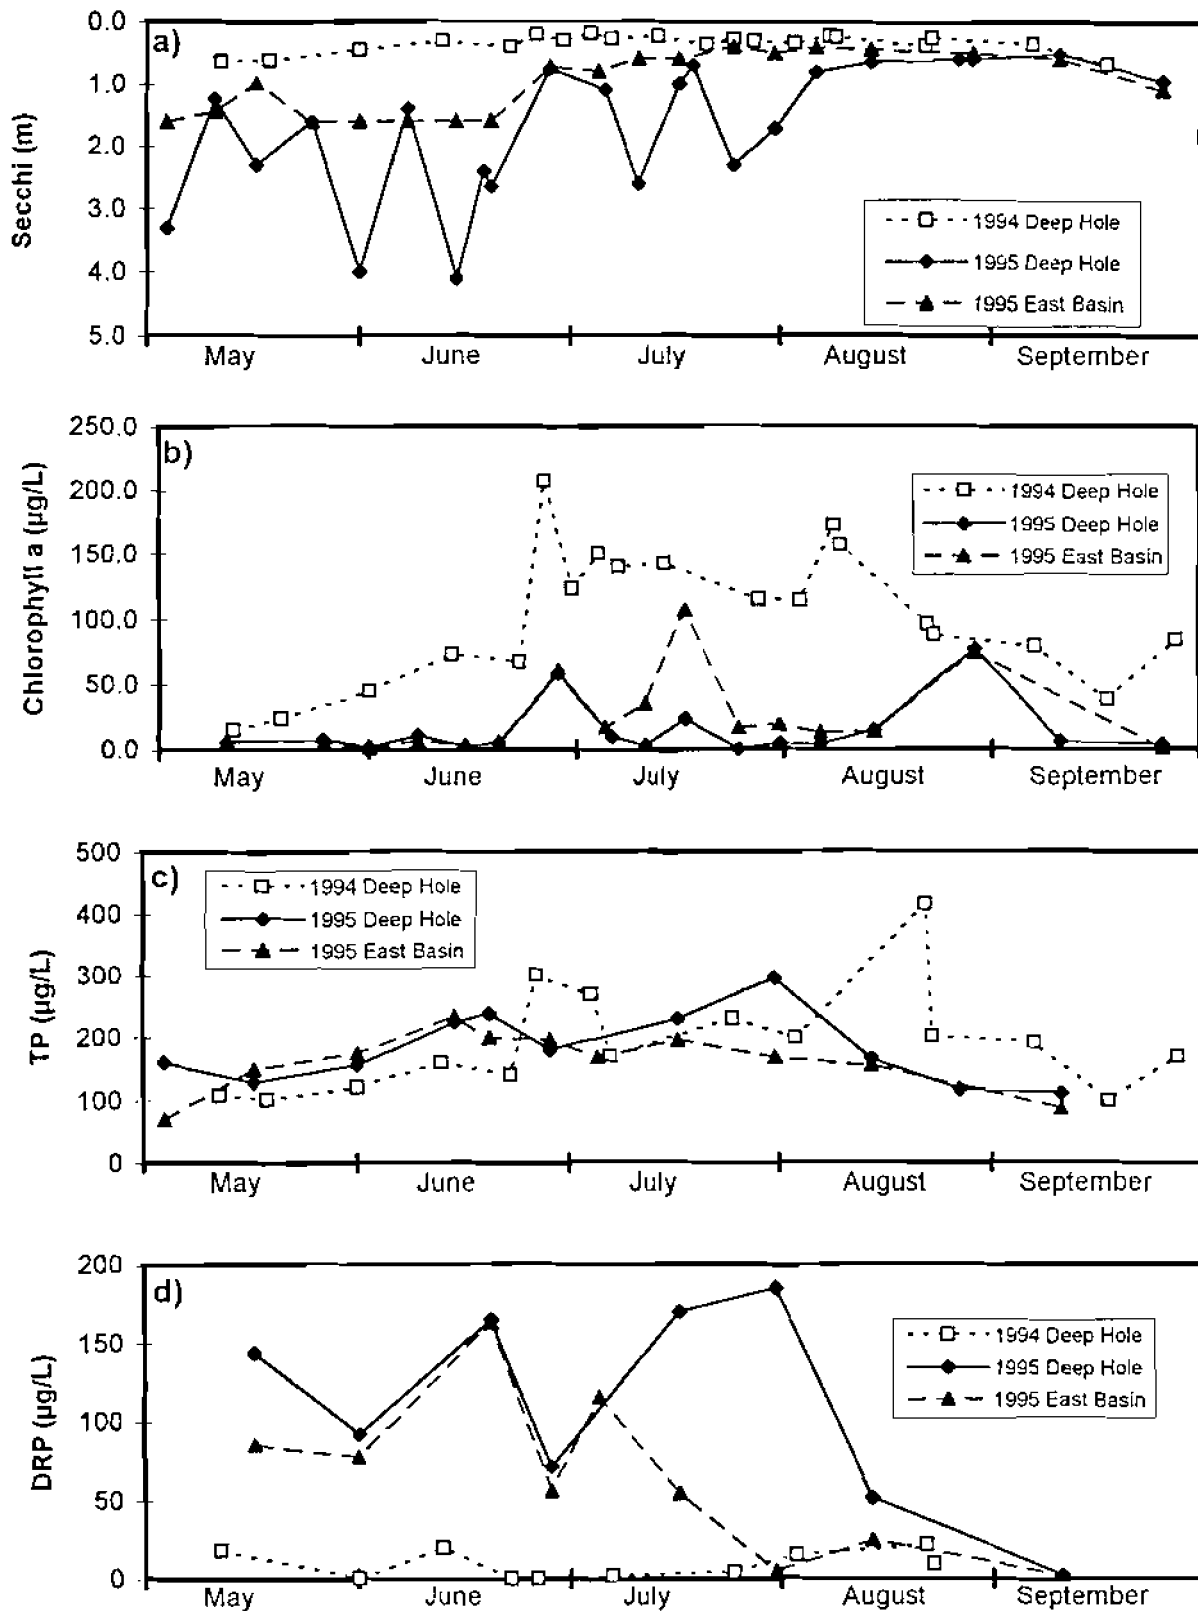 a)
0.0
1.0
2.0
3.0
4.0
5.0
Secchi (m)
1994 Deep Hole
1995 Deep Hole
1995 East Basin
May June July August September
b)
250.0
200.0
150.0
100.0
50.0
0.0
Chlorophyll a (µg/L)
1994 Deep Hole
1995 Deep Hole
1995 East Basin
May June July August September
c)
500
400
300
200
100
0
TP (µg/L)
1994 Deep Hole
1995 Deep Hole
1995 East Basin
May June July August September
d)
200
150
100
50
0
DRP (µg/L)
1994 Deep Hole
1995 Deep Hole
1995 East Basin
May June July August September